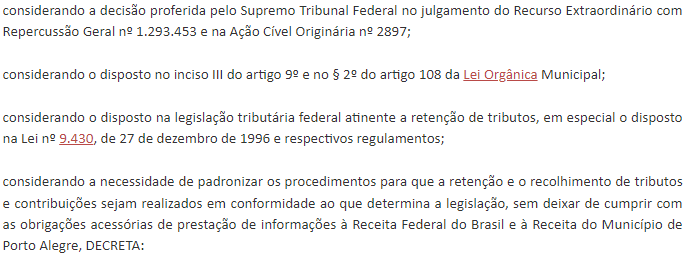 considerando a decisão proferida pelo Supremo Tribunal Federal no julgamento do Recurso Extraordinário com
Repercussão Geral nº 1.293.453 e na Ação Cível Originária nº 2897;
considerando o disposto no inciso III do artigo 9º e no § 2º do artigo 108 da Lei Orgânica Municipal;
considerando o disposto na legislação tributária federal atinente a retenção de tributos, em especial o disposto
na Lei nº 9.430, de 27 de dezembro de 1996 e respectivos regulamentos;
considerando a necessidade de padronizar os procedimentos para que a retenção e o recolhimento de tributos
e contribuições sejam realizados em conformidade ao que determina a legislação, sem deixar de cumprir com
as obrigações acessórias de prestação de informações à Receita Federal do Brasil e à Receita do Município de
Porto Alegre, DECRETA: